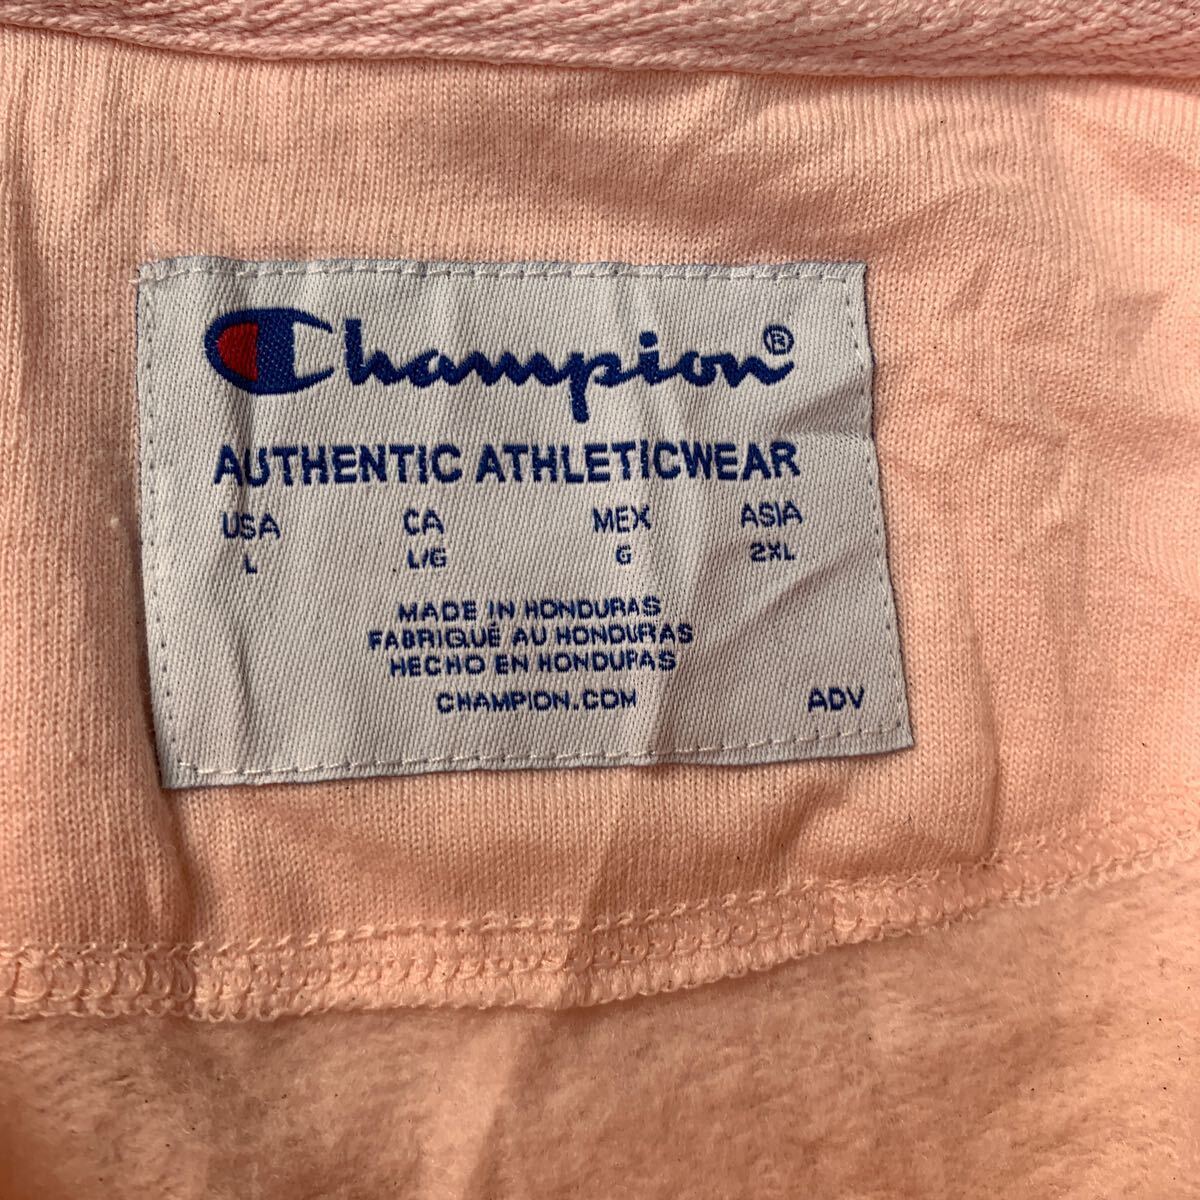 Champion®
AUTHENTIC ATHLETICWEAR
USA CA MEX ASIA
L L/G G 2XL
MADE IN HONDURAS
FABRIQUÉ AU HONDURAS
HECHO EN HONDURAS
CHAMPION.COM ADV